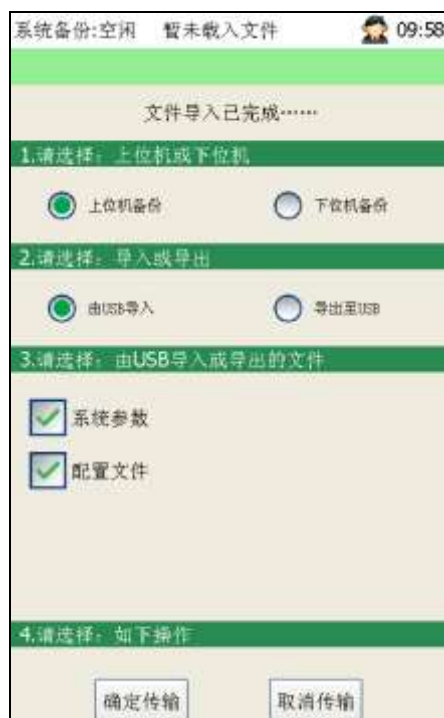 系统备份:空闲 暂未载入文件 09:58
文件导入已完成……
1.请选择：上位机或下位机
上位机备份 下位机备份
2.请选择：导入或导出
由USB导入 导出至USB
3.请选择：由USB导入或导出的文件
系统参数
配置文件
4.请选择：如下操作
确定传输 取消传输